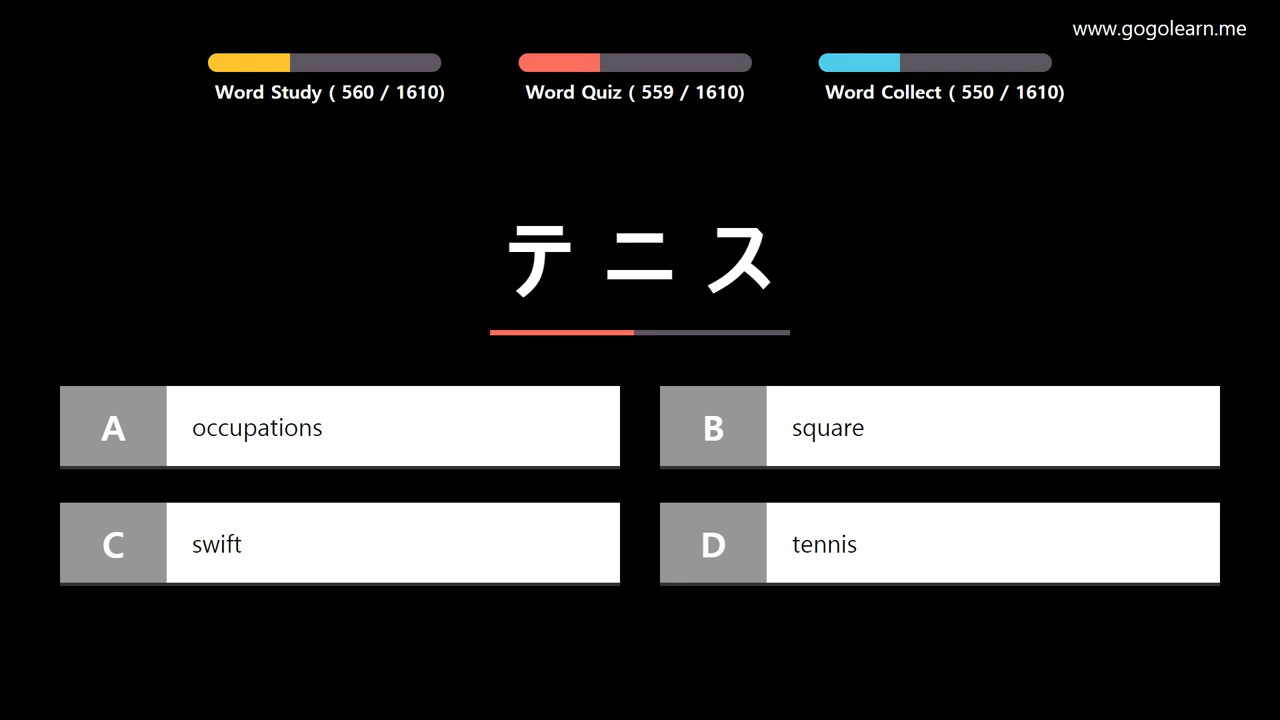 www.gogolearn.me
Word Study ( 560 / 1610)
Word Quiz ( 559 / 1610)
Word Collect ( 550 / 1610)
テニス
A occupations
B square
C swift
D tennis